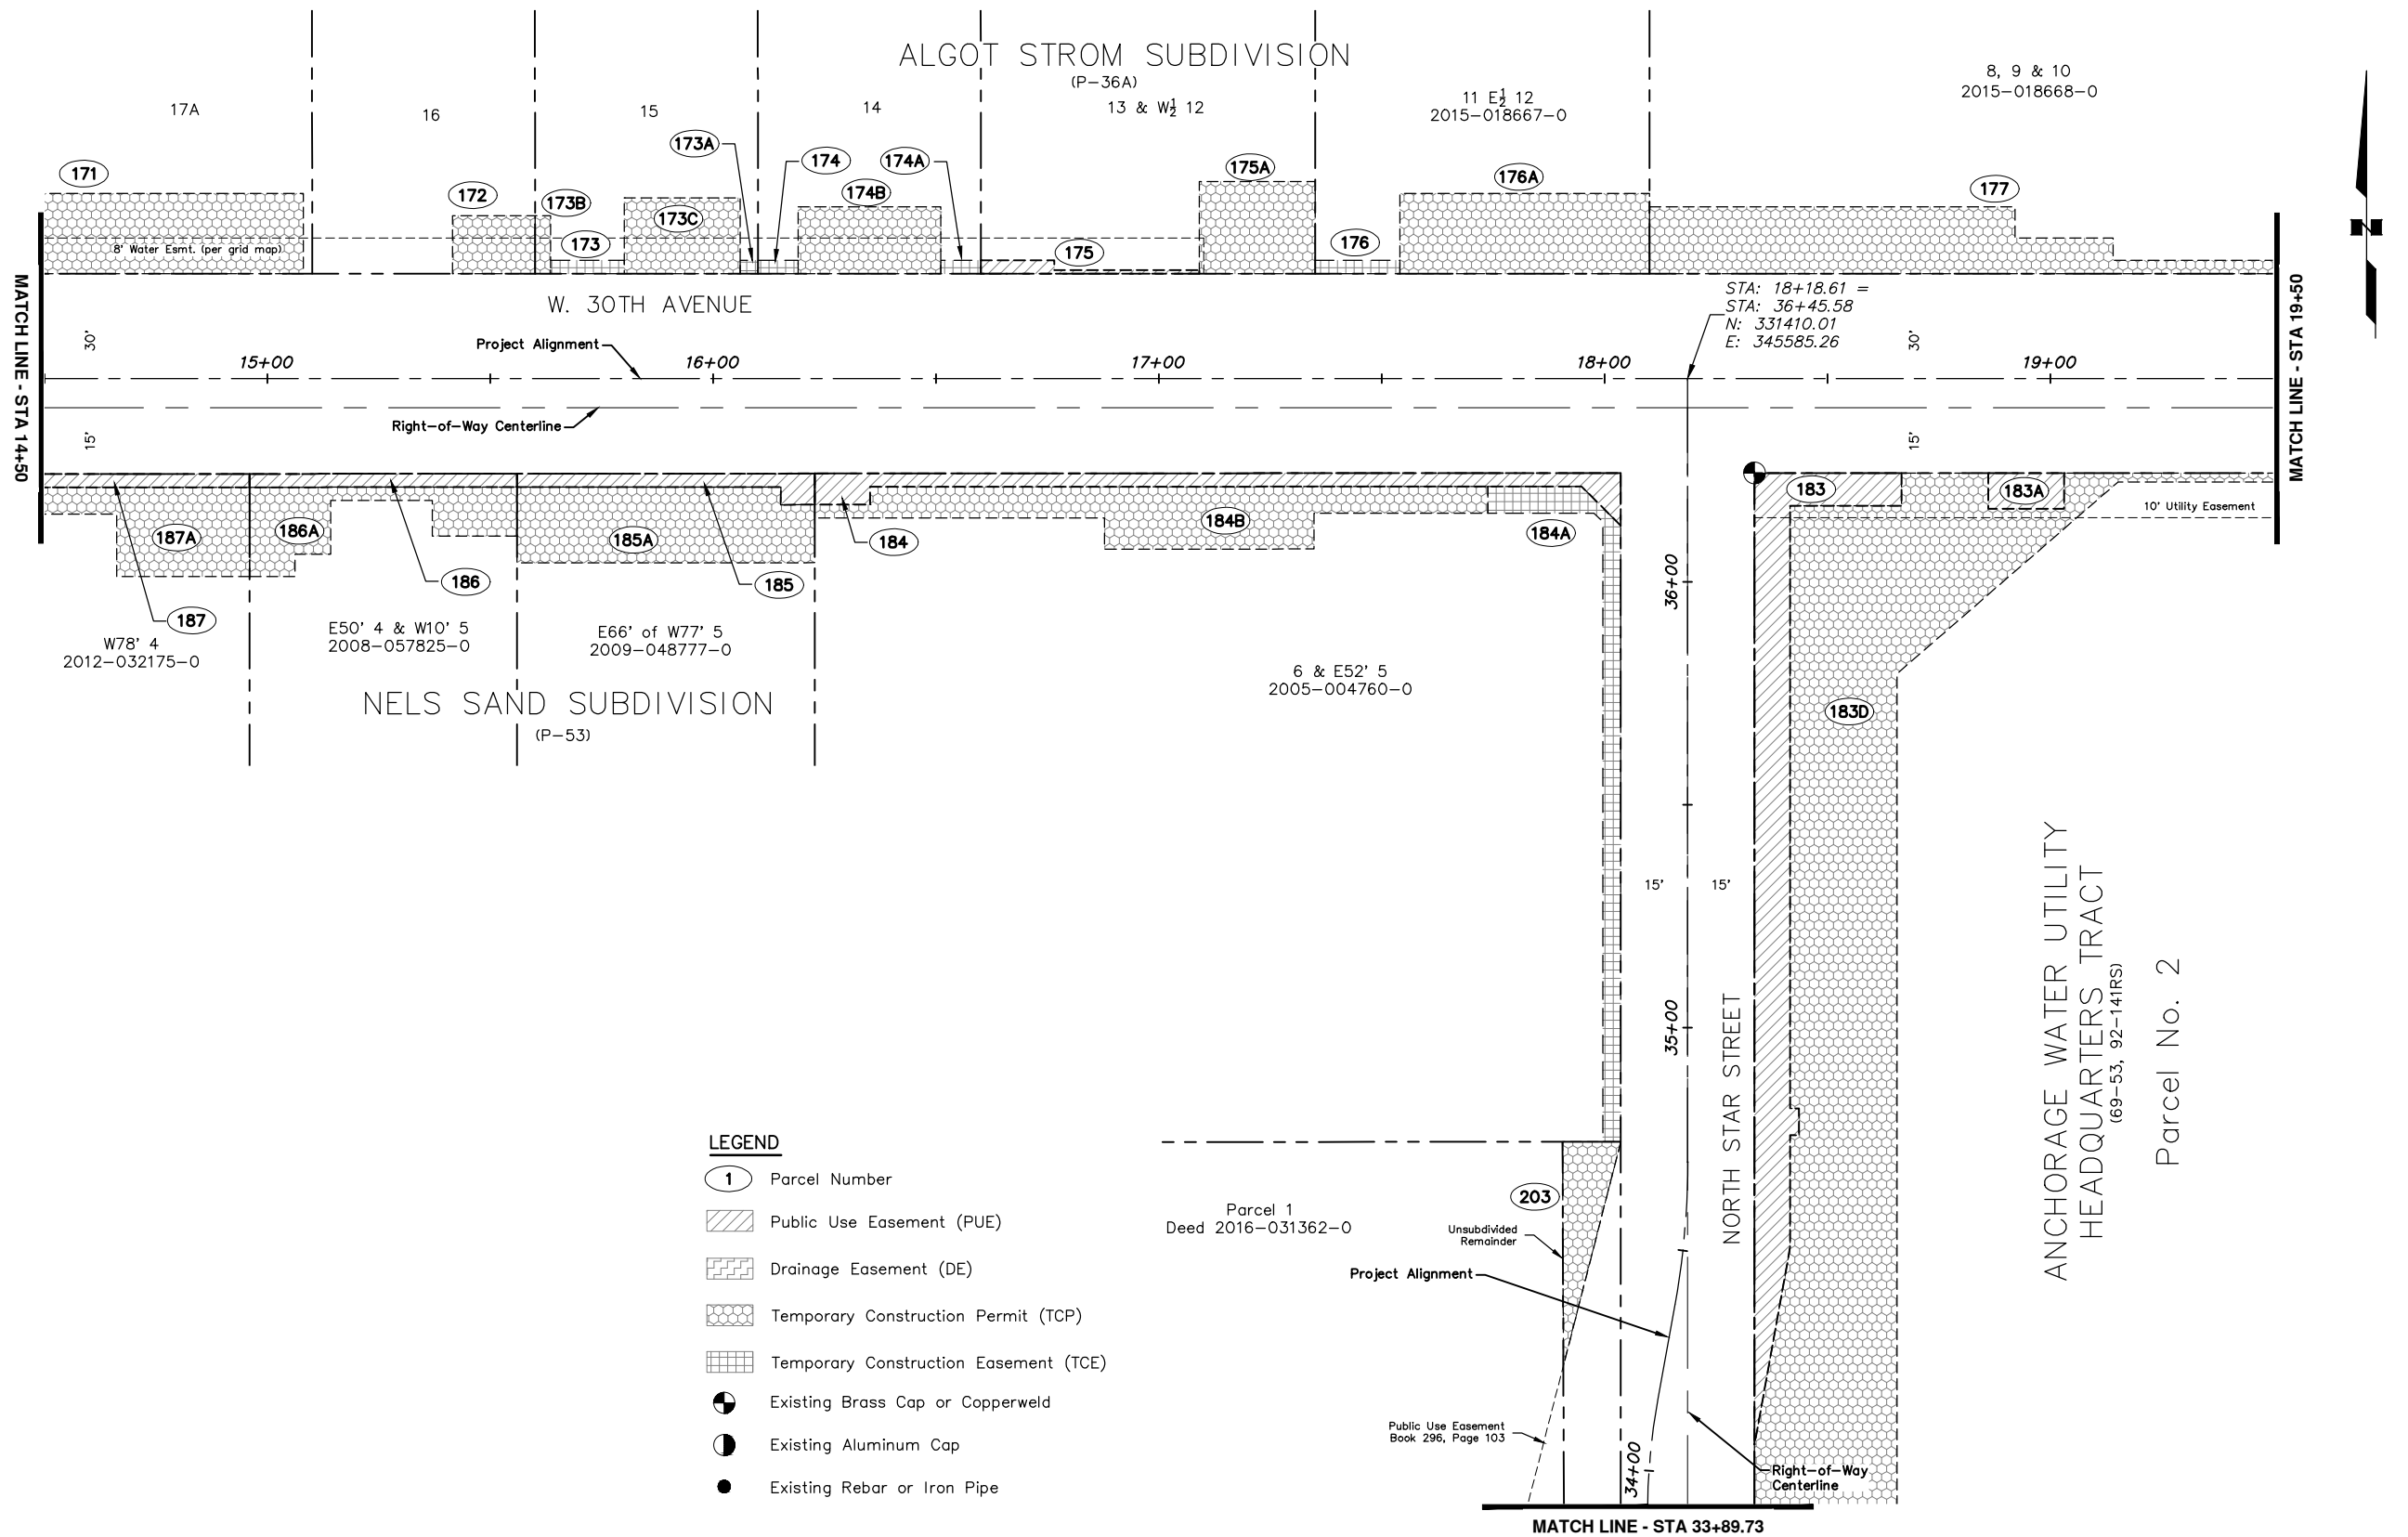 ALGOT STROM SUBDIVISION
(P-36A)
17A
16
15
14
13 & W½ 12
11 E½ 12
2015-018667-0
8, 9 & 10
2015-018668-0
171
172
173B
173
173C
173A
174
174B
174A
175
175A
176
176A
177
8' Water Esmt. (per grid map)
N
W. 30TH AVENUE
STA: 18+18.61 =
STA: 36+45.58
N: 331410.01
E: 345585.26
MATCH LINE - STA 14+50
MATCH LINE - STA 19+50
30'
30'
Project Alignment
15+00
16+00
17+00
18+00
19+00
Right-of-Way Centerline
15'
15'
187A
186A
185A
184
184B
184A
183
183A
10' Utility Easement
187
186
185
36+00
W78' 4
2012-032175-0
E50' 4 & W10' 5
2008-057825-0
E66' of W77' 5
2009-048777-0
6 & E52' 5
2005-004760-0
NELS SAND SUBDIVISION
(P-53)
183D
15'
15'
35+00
NORTH STAR STREET
ANCHORAGE WATER UTILITY
HEADQUARTERS TRACT
(69-53, 92-141RS)
Parcel No. 2
LEGEND
1 Parcel Number
Public Use Easement (PUE)
Drainage Easement (DE)
Temporary Construction Permit (TCP)
Temporary Construction Easement (TCE)
Existing Brass Cap or Copperweld
Existing Aluminum Cap
Existing Rebar or Iron Pipe
203
Parcel 1
Deed 2016-031362-0
Unsubdivided
Remainder
Project Alignment
Public Use Easement
Book 296, Page 103
34+00
Right-of-Way
Centerline
MATCH LINE - STA 33+89.73